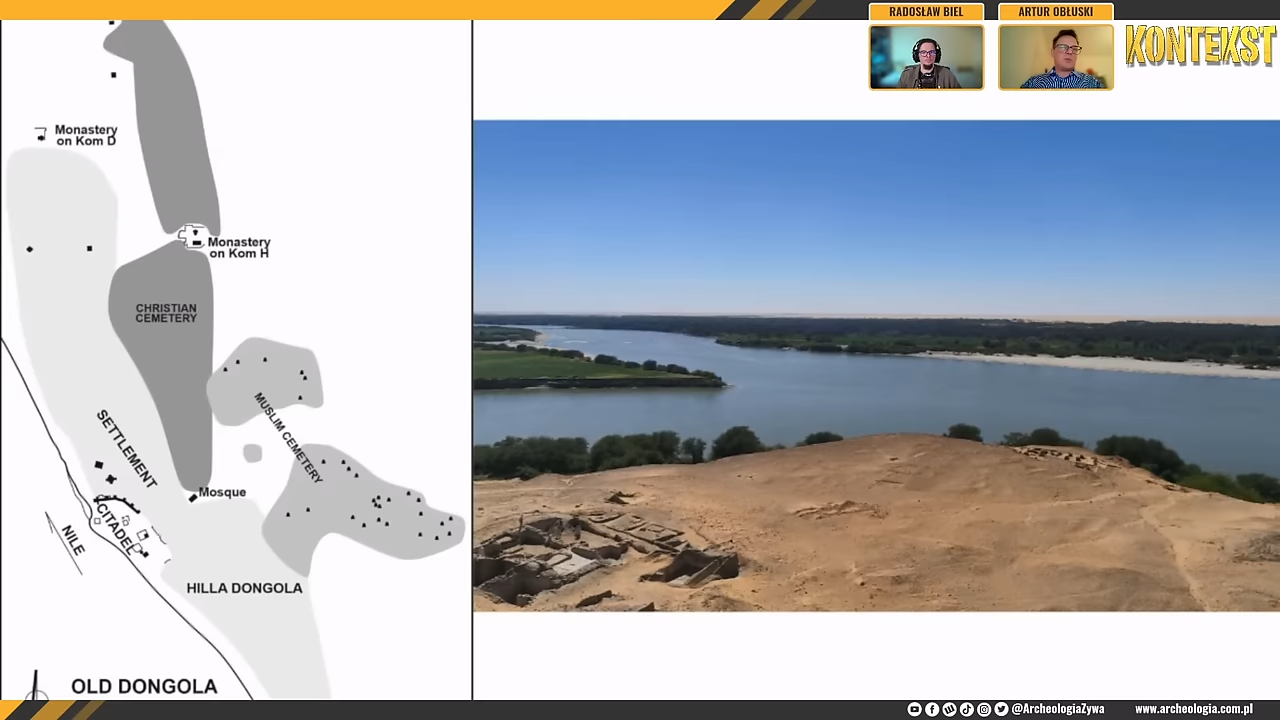 RADOSŁAW BIEL
ARTUR OBŁUSKI
KONTEKST
Monastery
on Kom D
Monastery
on Kom H
CHRISTIAN
CEMETERY
MUSLIM CEMETERY
SETTLEMENT
Mosque
CITADEL
NILE
HILLA DONGOLA
OLD DONGOLA
@ArcheologiaZywa
www.archeologia.com.pl